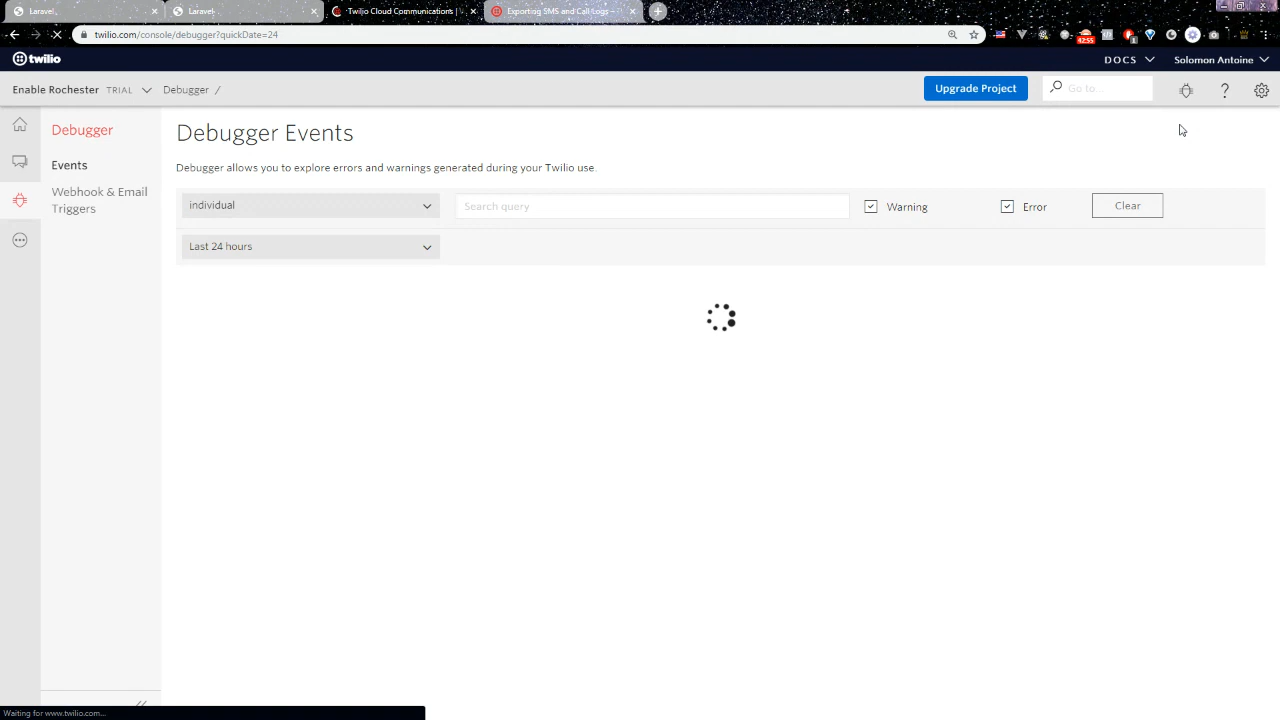 Laravel
Laravel
Twilio Cloud Communications |
Exporting SMS and Call Logs –
twilio.com/console/debugger?quickDate=24
42:55
twilio
DOCS
Solomon Antoine
Enable Rochester TRIAL
Debugger /
Upgrade Project
Go to...
Debugger
Events
Webhook & Email
Triggers
Debugger Events
Debugger allows you to explore errors and warnings generated during your Twilio use.
individual
Search query
Warning
Error
Clear
Last 24 hours
Waiting for www.twilio.com...